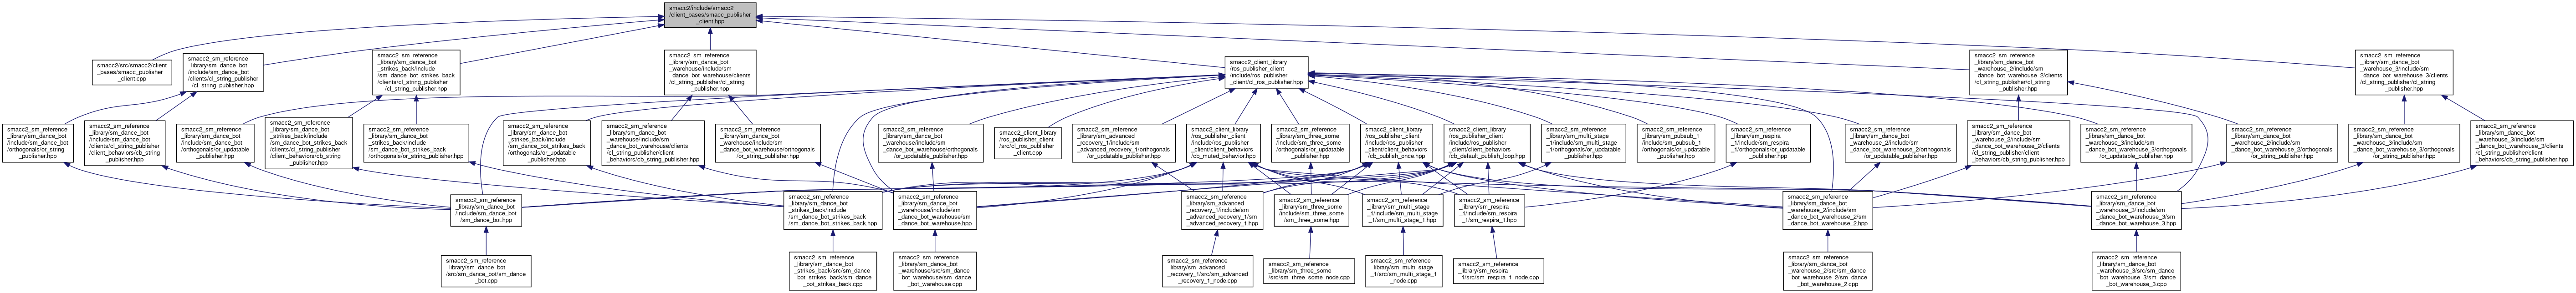 smacc2/include/smacc2
/client_bases/smacc_publisher
_client.hpp
smacc2/src/smacc2/client
_bases/smacc_publisher
_client.cpp
smacc2_sm_reference
_library/sm_dance_bot
/include/sm_dance_bot
/clients/cl_string_publisher
/cl_string_publisher.hpp
smacc2_sm_reference
_library/sm_dance_bot
_strikes_back/include
/sm_dance_bot_strikes_back
/clients/cl_string_publisher
/cl_string_publisher.hpp
smacc2_sm_reference
_library/sm_dance_bot
_warehouse/include/sm
_dance_bot_warehouse/clients
/cl_string_publisher/cl_string
_publisher.hpp
smacc2_client_library
/ros_publisher_client
/include/ros_publisher
_client/cl_ros_publisher.hpp
smacc2_sm_reference
_library/sm_dance_bot
_warehouse_2/include/sm
_dance_bot_warehouse_2/clients
/cl_string_publisher/cl_string
_publisher.hpp
smacc2_sm_reference
_library/sm_dance_bot
_warehouse_3/include/sm
_dance_bot_warehouse_3/clients
/cl_string_publisher/cl_string
_publisher.hpp
smacc2_sm_reference
_library/sm_dance_bot
/include/sm_dance_bot
/orthogonals/or_string
_publisher.hpp
smacc2_sm_reference
_library/sm_dance_bot
/include/sm_dance_bot
/clients/cl_string_publisher
/client_behaviors/cb_string
_publisher.hpp
smacc2_sm_reference
_library/sm_dance_bot
/include/sm_dance_bot
/orthogonals/or_updatable
_publisher.hpp
smacc2_sm_reference
_library/sm_dance_bot
_strikes_back/include
/sm_dance_bot_strikes_back
/clients/cl_string_publisher
/client_behaviors/cb_string
_publisher.hpp
smacc2_sm_reference
_library/sm_dance_bot
_strikes_back/include
/sm_dance_bot_strikes_back
/orthogonals/or_string_publisher.hpp
smacc2_sm_reference
_library/sm_dance_bot
_strikes_back/include
/sm_dance_bot_strikes_back
/orthogonals/or_updatable
_publisher.hpp
smacc2_sm_reference
_library/sm_dance_bot
_warehouse/include/sm
_dance_bot_warehouse/clients
/cl_string_publisher/client
_behaviors/cb_string_publisher.hpp
smacc2_sm_reference
_library/sm_dance_bot
_warehouse/include/sm
_dance_bot_warehouse/orthogonals
/or_string_publisher.hpp
smacc2_sm_reference
_library/sm_dance_bot
_warehouse/include/sm
_dance_bot_warehouse/orthogonals
/or_updatable_publisher.hpp
smacc2_client_library
/ros_publisher_client
/src/cl_ros_publisher
_client.cpp
smacc2_sm_reference
_library/sm_advanced
_recovery_1/include/sm
_advanced_recovery_1/orthogonals
/or_updatable_publisher.hpp
smacc2_client_library
/ros_publisher_client
/include/ros_publisher
_client/client_behaviors
/cb_muted_behavior.hpp
smacc2_sm_reference
_library/sm_three_some
/include/sm_three_some
/orthogonals/or_updatable
_publisher.hpp
smacc2_client_library
/ros_publisher_client
/include/ros_publisher
_client/client_behaviors
/cb_publish_once.hpp
smacc2_client_library
/ros_publisher_client
/include/ros_publisher
_client/client_behaviors
/cb_default_publish_loop.hpp
smacc2_sm_reference
_library/sm_multi_stage
_1/include/sm_multi_stage
_1/orthogonals/or_updatable
_publisher.hpp
smacc2_sm_reference
_library/sm_pubsub_1
/include/sm_pubsub_1
/orthogonals/or_updatable
_publisher.hpp
smacc2_sm_reference
_library/sm_respira
_1/include/sm_respira
_1/orthogonals/or_updatable
_publisher.hpp
smacc2_sm_reference
_library/sm_dance_bot
_warehouse_2/include/sm
_dance_bot_warehouse_2/orthogonals
/or_updatable_publisher.hpp
smacc2_sm_reference
_library/sm_dance_bot
_warehouse_2/include/sm
_dance_bot_warehouse_2/clients
/cl_string_publisher/client
_behaviors/cb_string_publisher.hpp
smacc2_sm_reference
_library/sm_dance_bot
_warehouse_3/include/sm
_dance_bot_warehouse_3/orthogonals
/or_updatable_publisher.hpp
smacc2_sm_reference
_library/sm_dance_bot
_warehouse_2/include/sm
_dance_bot_warehouse_2/orthogonals
/or_string_publisher.hpp
smacc2_sm_reference
_library/sm_dance_bot
_warehouse_3/include/sm
_dance_bot_warehouse_3/orthogonals
/or_string_publisher.hpp
smacc2_sm_reference
_library/sm_dance_bot
_warehouse_3/include/sm
_dance_bot_warehouse_3/clients
/cl_string_publisher/client
_behaviors/cb_string_publisher.hpp
smacc2_sm_reference
_library/sm_dance_bot
/include/sm_dance_bot
/sm_dance_bot.hpp
smacc2_sm_reference
_library/sm_dance_bot
_strikes_back/include
/sm_dance_bot_strikes_back
/sm_dance_bot_strikes_back.hpp
smacc2_sm_reference
_library/sm_dance_bot
_warehouse/include/sm
_dance_bot_warehouse/sm
_dance_bot_warehouse.hpp
smacc2_sm_reference
_library/sm_advanced
_recovery_1/include/sm
_advanced_recovery_1/sm
_advanced_recovery_1.hpp
smacc2_sm_reference
_library/sm_three_some
/include/sm_three_some
/sm_three_some.hpp
smacc2_sm_reference
_library/sm_multi_stage
_1/include/sm_multi_stage
_1/sm_multi_stage_1.hpp
smacc2_sm_reference
_library/sm_respira
_1/include/sm_respira
_1/sm_respira_1.hpp
smacc2_sm_reference
_library/sm_dance_bot
_warehouse_2/include/sm
_dance_bot_warehouse_2/sm
_dance_bot_warehouse_2.hpp
smacc2_sm_reference
_library/sm_dance_bot
_warehouse_3/include/sm
_dance_bot_warehouse_3/sm
_dance_bot_warehouse_3.hpp
smacc2_sm_reference
_library/sm_dance_bot
/src/sm_dance_bot/sm_dance
_bot.cpp
smacc2_sm_reference
_library/sm_dance_bot
_strikes_back/src/sm_dance
_bot_strikes_back/sm_dance
_bot_strikes_back.cpp
smacc2_sm_reference
_library/sm_dance_bot
_warehouse/src/sm_dance
_bot_warehouse/sm_dance
_bot_warehouse.cpp
smacc2_sm_reference
_library/sm_advanced
_recovery_1/src/sm_advanced
_recovery_1_node.cpp
smacc2_sm_reference
_library/sm_three_some
/src/sm_three_some_node.cpp
smacc2_sm_reference
_library/sm_multi_stage
_1/src/sm_multi_stage_1
_node.cpp
smacc2_sm_reference
_library/sm_respira
_1/src/sm_respira_1_node.cpp
smacc2_sm_reference
_library/sm_dance_bot
_warehouse_2/src/sm_dance
_bot_warehouse_2/sm_dance
_bot_warehouse_2.cpp
smacc2_sm_reference
_library/sm_dance_bot
_warehouse_3/src/sm_dance
_bot_warehouse_3/sm_dance
_bot_warehouse_3.cpp